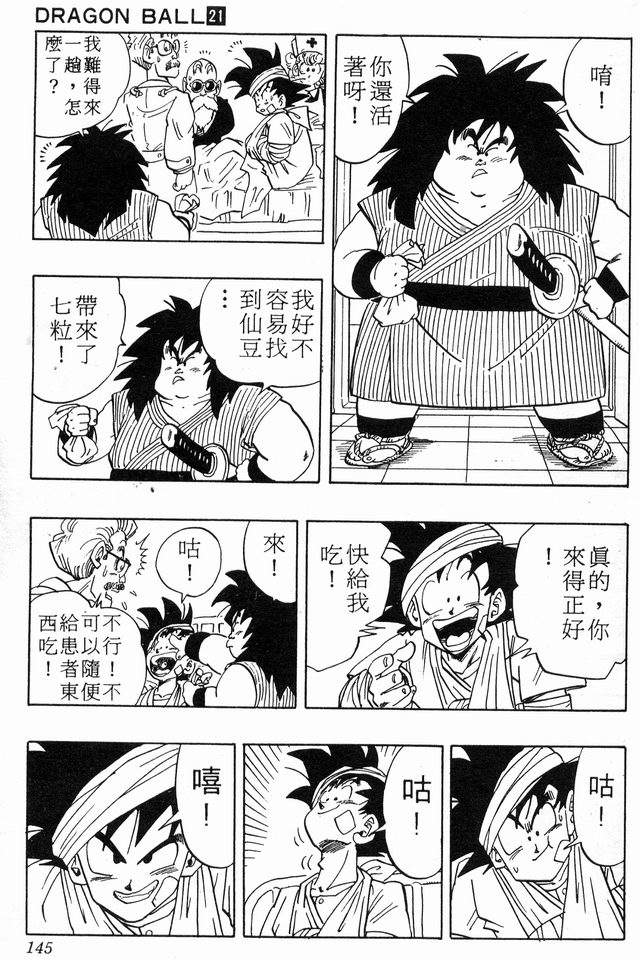 DRAGON BALL 21
唷！
你還活
著呀！
我難得來
一趟，怎
麼了？
我好不
容易找
到仙豆
…
帶來了
七粒！
眞的，你
來得正好
！
快給我
吃！
來！
咕！
不行！不
可以隨便
給患者東
西吃！
咕！
咕！
嘻！
145